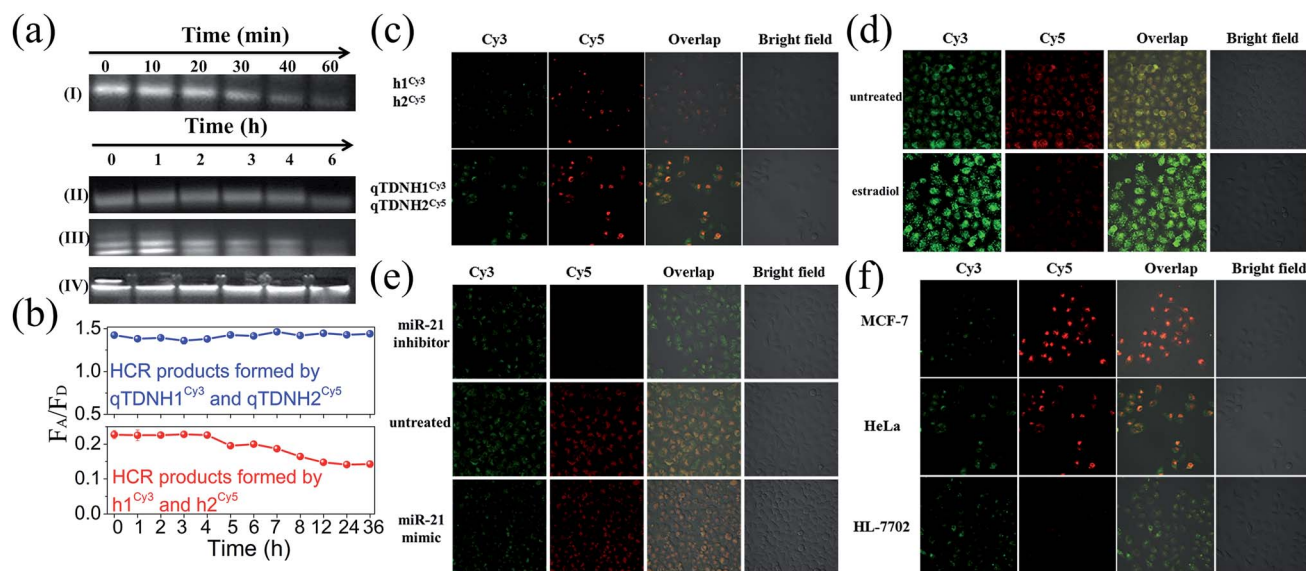 (a)
Time (min)
0 10 20 30 40 60
(I)
Time (h)
0 1 2 3 4 6
(II)
(III)
(IV)
(b)
1.5
1.0
0.5
HCR products formed by
qTDNH1Cy3 and qTDNH2Cy5
FA/FD
0.2
0.1
0.0
HCR products formed by
h1Cy3 and h2Cy5
0 1 2 3 4 5 6 7 8 12 24 36
Time (h)
(c)
Cy3 Cy5 Overlap Bright field
h1Cy3
h2Cy5
qTDNH1Cy3
qTDNH2Cy5
(d)
Cy3 Cy5 Overlap Bright field
untreated
estradiol
(e)
Cy3 Cy5 Overlap Bright field
miR-21
inhibitor
untreated
miR-21
mimic
(f)
Cy3 Cy5 Overlap Bright field
MCF-7
HeLa
HL-7702